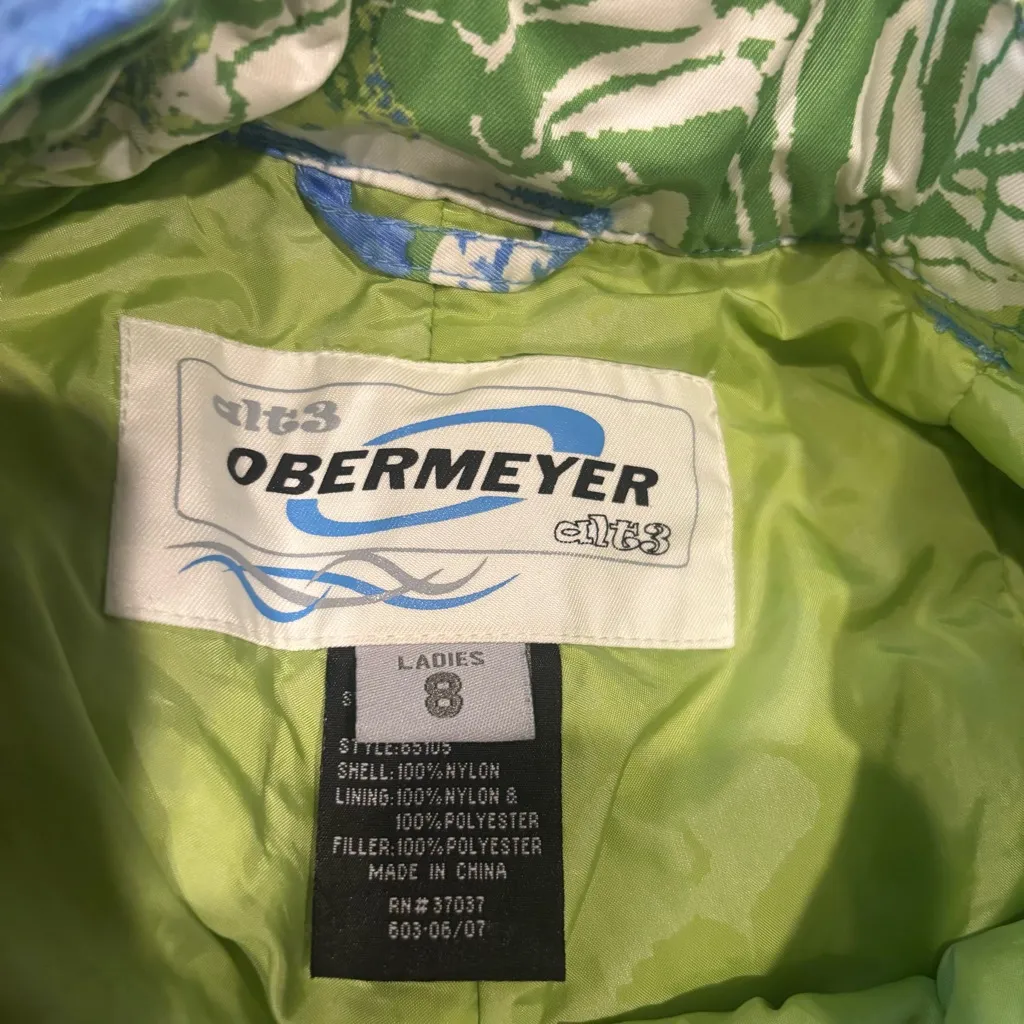 alt3
OBERMEYER
alt3
LADIES
8
S
STYLE:65105
SHELL:100%NYLON
LINING:100%NYLON &
100%POLYESTER
FILLER:100%POLYESTER
MADE IN CHINA
RN#37037
603-06/07